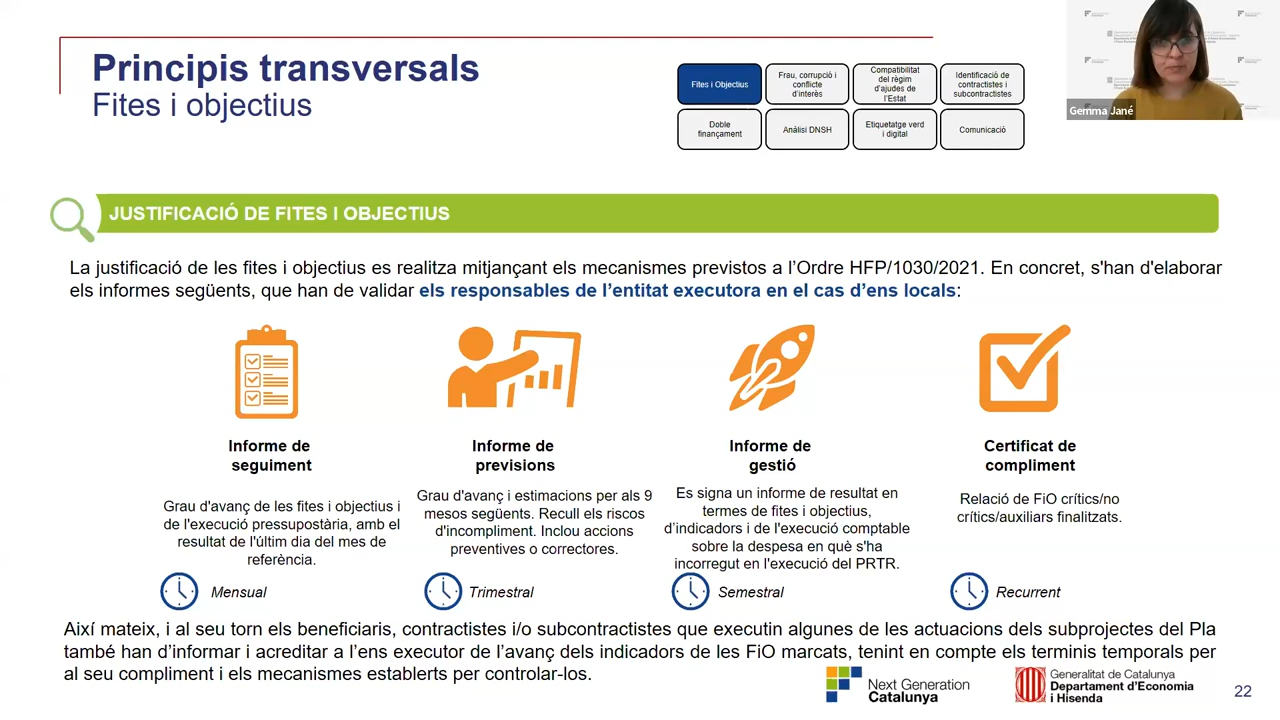 Principis transversals
Fites i objectius
Fites i Objectius
Frau, corrupció i
conflicte
d'interès
Compatibilitat
del règim
d'ajudes de
l'Estat
Identificació de
contractistes i
subcontractistes
Doble
finançament
Anàlisi DNSH
Etiquetatge verd
i digital
Comunicació
Gemma Jané
JUSTIFICACIÓ DE FITES I OBJECTIUS
La justificació de les fites i objectius es realitza mitjançant els mecanismes previstos a l’Ordre HFP/1030/2021. En concret, s'han d'elaborar
els informes següents, que han de validar els responsables de l’entitat executora en el cas d’ens locals:
Informe de
seguiment
Grau d'avanç de les fites i objectius i
de l'execució pressupostària, amb el
resultat de l'últim dia del mes de
referència.
Mensual
Informe de
previsions
Grau d'avanç i estimacions per als 9
mesos següents. Recull els riscos
d'incompliment. Inclou accions
preventives o correctores.
Trimestral
Informe de
gestió
Es signa un informe de resultat en
termes de fites i objectius,
d’indicadors i de l'execució comptable
sobre la despesa en què s'ha
incorregut en l'execució del PRTR.
Semestral
Certificat de
compliment
Relació de FiO crítics/no
crítics/auxiliars finalitzats.
Recurrent
Així mateix, i al seu torn els beneficiaris, contractistes i/o subcontractistes que executin algunes de les actuacions dels subprojectes del Pla
també han d’informar i acreditar a l’ens executor de l’avanç dels indicadors de les FiO marcats, tenint en compte els terminis temporals per
al seu compliment i els mecanismes establerts per controlar-los.
Next Generation
Catalunya
Generalitat de Catalunya
Departament d’Economia
i Hisenda
22